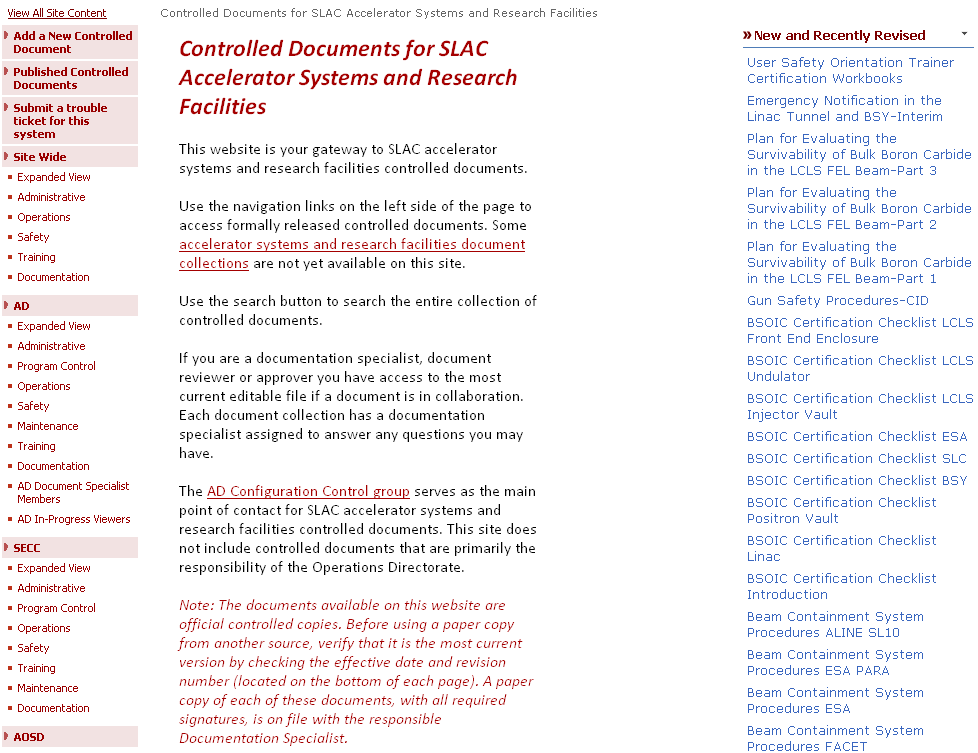 View All Site Content
Add a New Controlled
Document
Published Controlled
Documents
Submit a trouble
ticket for this
system
Site Wide
Expanded View
Administrative
Operations
Safety
Training
Documentation
AD
Expanded View
Administrative
Program Control
Operations
Safety
Maintenance
Training
Documentation
AD Document Specialist
Members
AD In-Progress Viewers
SECC
Expanded View
Administrative
Program Control
Operations
Safety
Training
Maintenance
Documentation
AOSD
Controlled Documents for SLAC Accelerator Systems and Research Facilities
Controlled Documents for SLAC
Accelerator Systems and Research
Facilities
This website is your gateway to SLAC accelerator
systems and research facilities controlled documents.
Use the navigation links on the left side of the page to
access formally released controlled documents. Some
accelerator systems and research facilities document
collections are not yet available on this site.
Use the search button to search the entire collection of
controlled documents.
If you are a documentation specialist, document
reviewer or approver you have access to the most
current editable file if a document is in collaboration.
Each document collection has a documentation
specialist assigned to answer any questions you may
have.
The AD Configuration Control group serves as the main
point of contact for SLAC accelerator systems and
research facilities controlled documents. This site does
not include controlled documents that are primarily the
responsibility of the Operations Directorate.
Note: The documents available on this website are
official controlled copies. Before using a paper copy
from another source, verify that it is the most current
version by checking the effective date and revision
number (located on the bottom of each page). A paper
copy of each of these documents, with all required
signatures, is on file with the responsible
Documentation Specialist.
» New and Recently Revised
User Safety Orientation Trainer
Certification Workbooks
Emergency Notification in the
Linac Tunnel and BSY-Interim
Plan for Evaluating the
Survivability of Bulk Boron Carbide
in the LCLS FEL Beam-Part 3
Plan for Evaluating the
Survivability of Bulk Boron Carbide
in the LCLS FEL Beam-Part 2
Plan for Evaluating the
Survivability of Bulk Boron Carbide
in the LCLS FEL Beam-Part 1
Gun Safety Procedures-CID
BSOIC Certification Checklist LCLS
Front End Enclosure
BSOIC Certification Checklist LCLS
Undulator
BSOIC Certification Checklist LCLS
Injector Vault
BSOIC Certification Checklist ESA
BSOIC Certification Checklist SLC
BSOIC Certification Checklist BSY
BSOIC Certification Checklist
Positron Vault
BSOIC Certification Checklist
Linac
BSOIC Certification Checklist
Introduction
Beam Containment System
Procedures ALINE SL10
Beam Containment System
Procedures ESA PARA
Beam Containment System
Procedures ESA
Beam Containment System
Procedures FACET